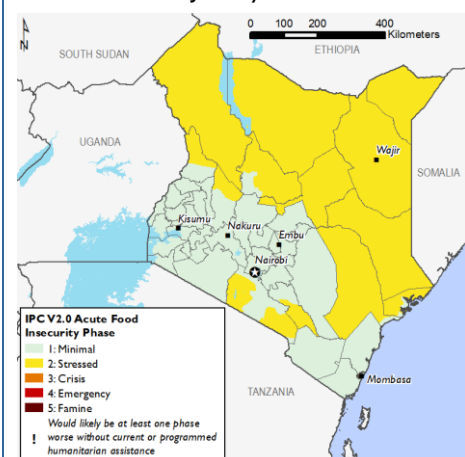 N
0 100 200 400
Kilometers
SOUTH SUDAN
ETHIOPIA
UGANDA
Wajir
SOMALIA
Kisumu
Nakuru
Embu
Nairobi
IPC V2.0 Acute Food
Insecurity Phase
1: Minimal
2: Stressed
3: Crisis
4: Emergency
5: Famine
Would likely be at least one phase
! worse without current or programmed
humanitarian assistance
TANZANIA
Mombasa